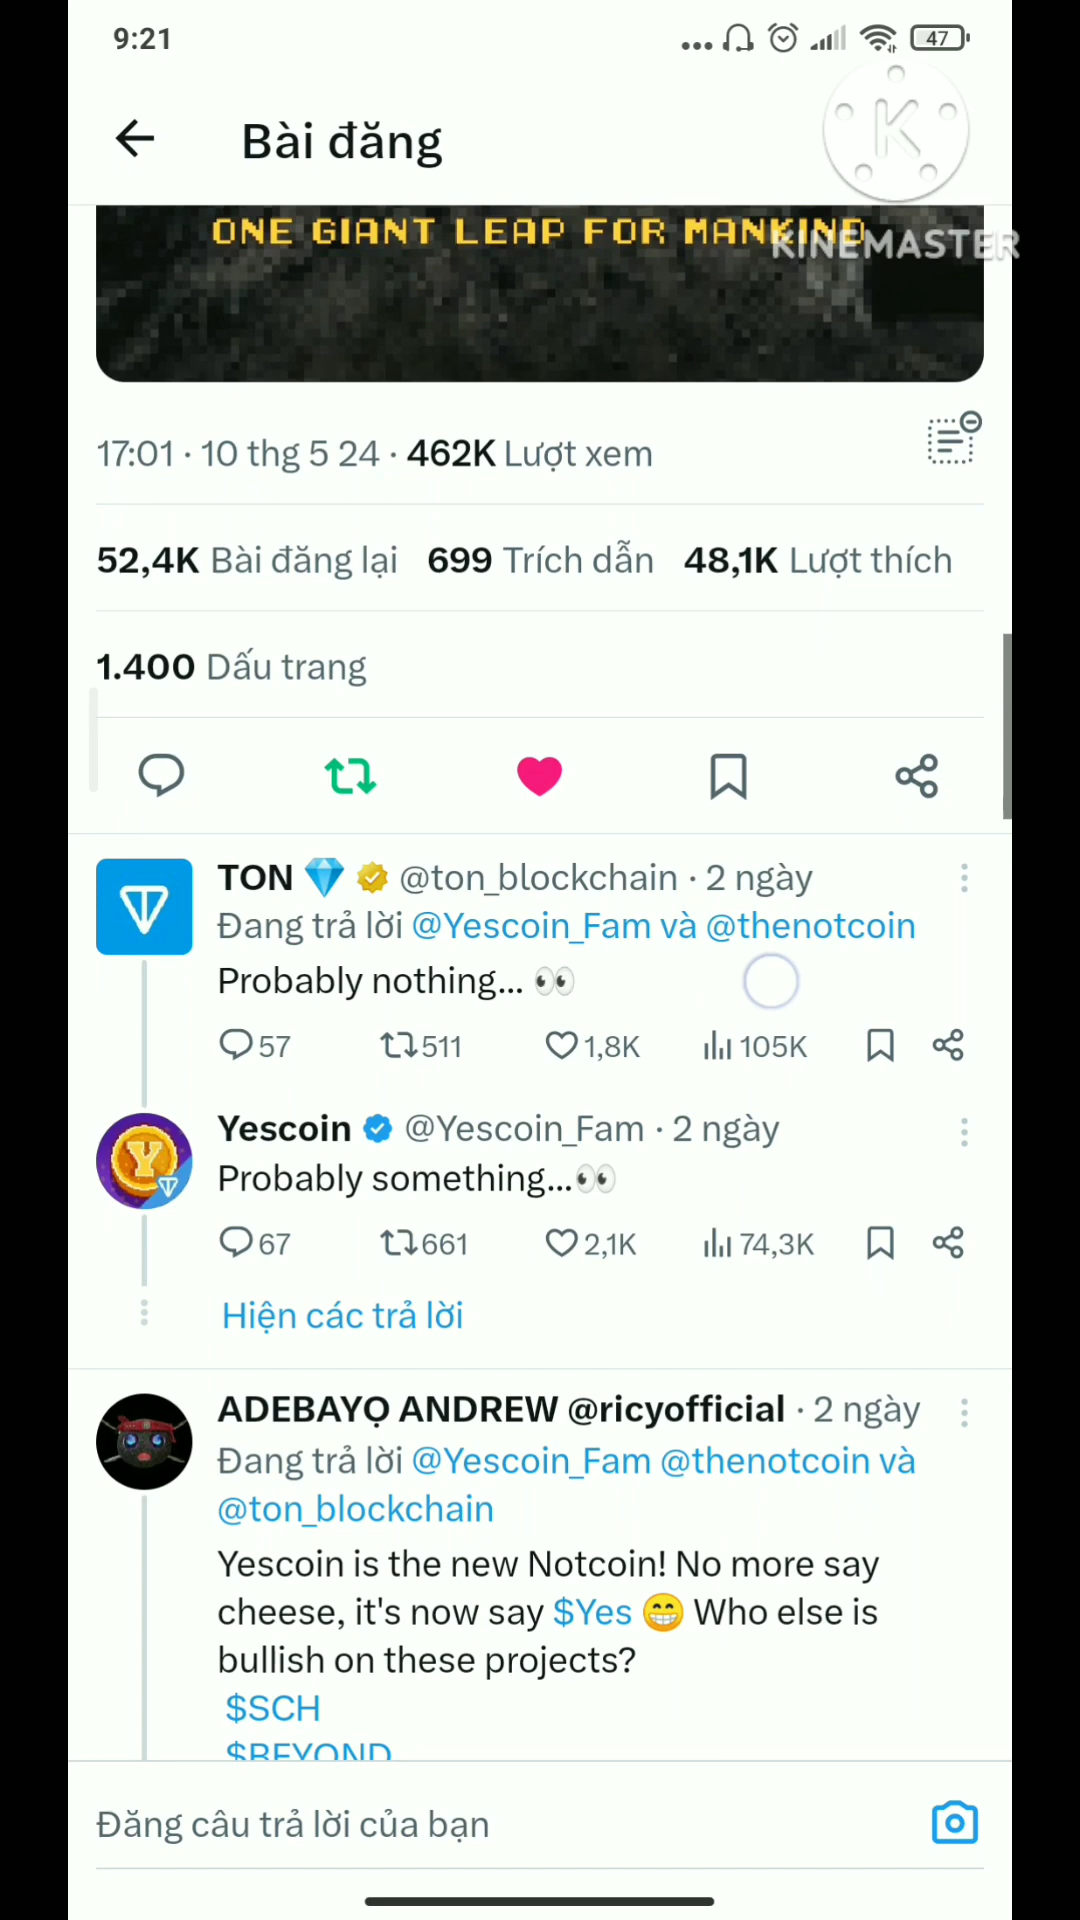 9:21
47
Bài đăng
K
ONE GIANT LEAP FOR MANKIND
KINEMASTER
17:01 · 10 thg 5 24 · 462K Lượt xem
52,4K Bài đăng lại 699 Trích dẫn 48,1K Lượt thích
1.400 Dấu trang
TON 💎 @ton_blockchain · 2 ngày
Đang trả lời @Yescoin_Fam và @thenotcoin
Probably nothing... 👀
57 511 1,8K 105K
Yescoin @Yescoin_Fam · 2 ngày
Probably something...👀
67 661 2,1K 74,3K
Hiện các trả lời
ADEBAYỌ ANDREW @ricyofficial · 2 ngày
Đang trả lời @Yescoin_Fam @thenotcoin và
@ton_blockchain
Yescoin is the new Notcoin! No more say
cheese, it's now say $Yes 😁 Who else is
bullish on these projects?
$SCH
$BEYOND
Đăng câu trả lời của bạn